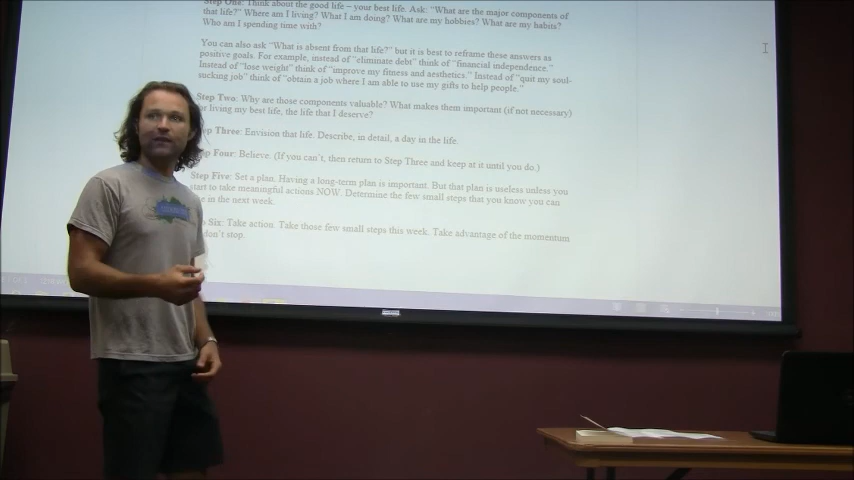 Step One: Think about the good life – your best life. Ask: "What are the major components of
that life?" Where am I living? What I am doing? What are my hobbies? What are my habits?
Who am I spending time with?
You can also ask "What is absent from that life?" but it is best to reframe these answers as
positive goals. For example, instead of "eliminate debt" think of "financial independence."
Instead of "lose weight" think of "improve my fitness and aesthetics." Instead of "quit my soul-
sucking job" think of "obtain a job where I am able to use my gifts to help people."
Step Two: Why are those components valuable? What makes them important (if not necessary)
for living my best life, the life that I deserve?
Step Three: Envision that life. Describe, in detail, a day in the life.
Step Four: Believe. (If you can't, then return to Step Three and keep at it until you do.)
Step Five: Set a plan. Having a long-term plan is important. But that plan is useless unless you
start to take meaningful actions NOW. Determine the few small steps that you know you can
in the next week.
Six: Take action. Take those few small steps this week. Take advantage of the momentum
don't stop.